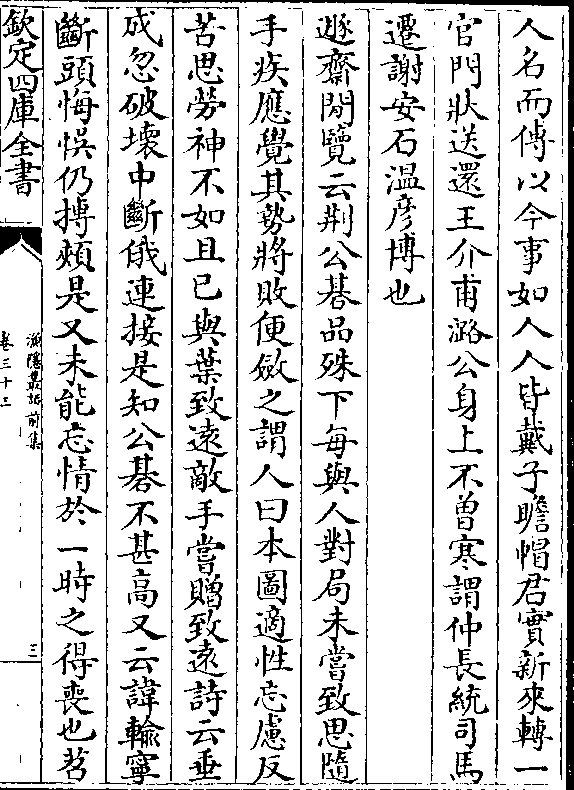 人名而傳以今事如人人皆戴子瞻帽君實新來轉一
官門狀送還王介甫潞公身上不曽寒謂仲長統司馬
遷謝安石温彦博也
遯齋閒覽云荆公碁品殊下每與人對局未嘗致思隨
手疾應覺其勢將敗便斂之謂人曰本圖適性忘慮反
苦思勞神不如且已與葉致遠敵手嘗贈致遠詩云垂
成忽破壞中斷俄連接是知公碁不甚高又云諱輸寧
斷頭悔悞仍搏頰是又未能忘情於一時之得喪也苕
欽定四庫全書
漁隱叢話前集
卷三十三
三